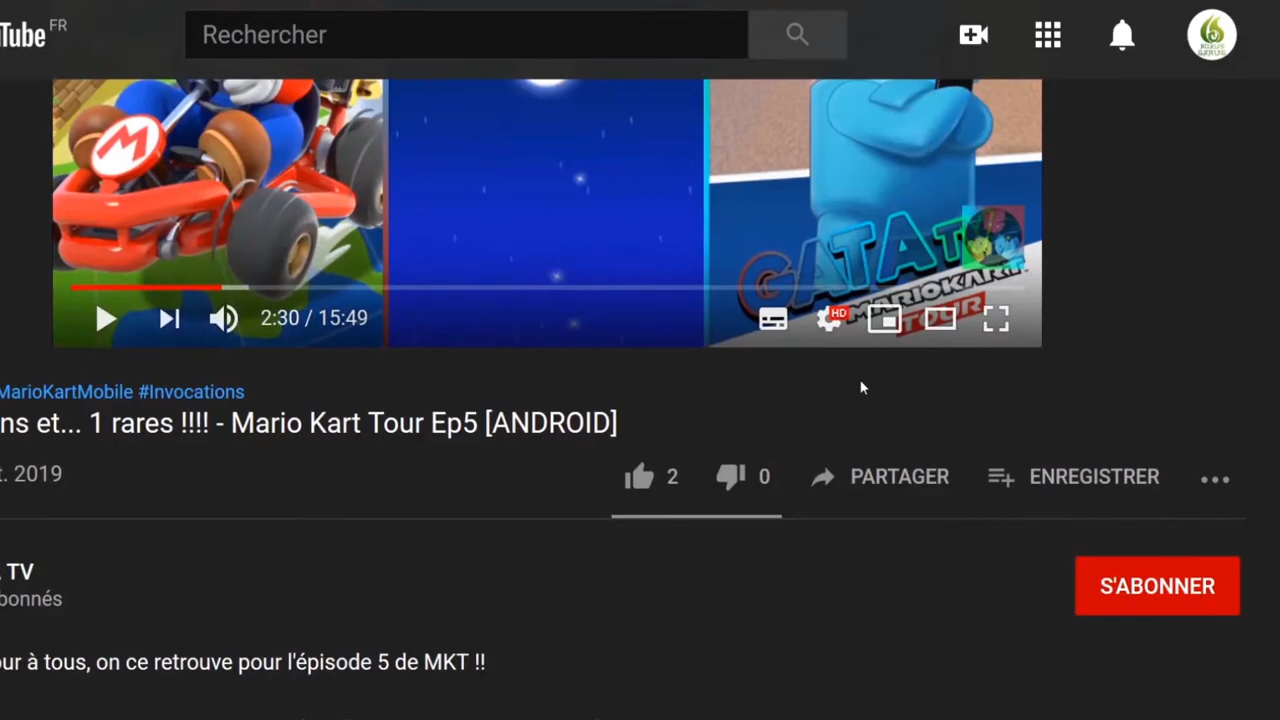 Tube FR
Rechercher
M
GATA T
MARIOKART
TOUR
2:30 / 15:49
HD
MarioKartMobile #Invocations
ns et... 1 rares !!!! - Mario Kart Tour Ep5 [ANDROID]
t. 2019
2
0
PARTAGER
ENREGISTRER
TV
bonnés
S'ABONNER
ur à tous, on ce retrouve pour l'épisode 5 de MKT !!